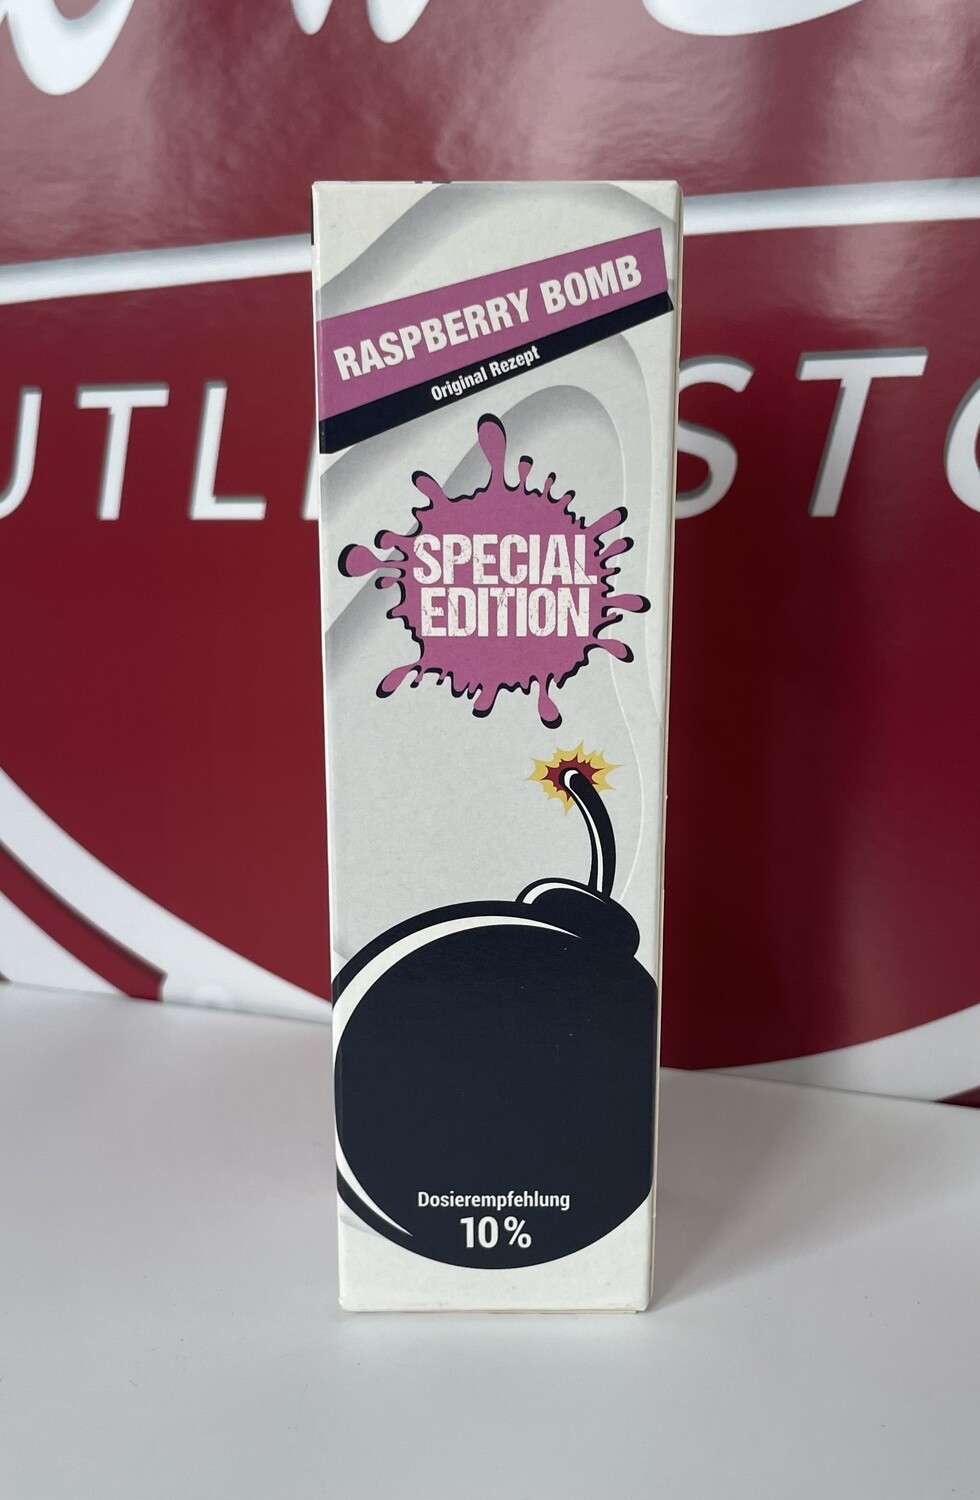 RASPBERRY BOMB
Original Rezept
SPECIAL
EDITION
Dosierempfehlung
10 %